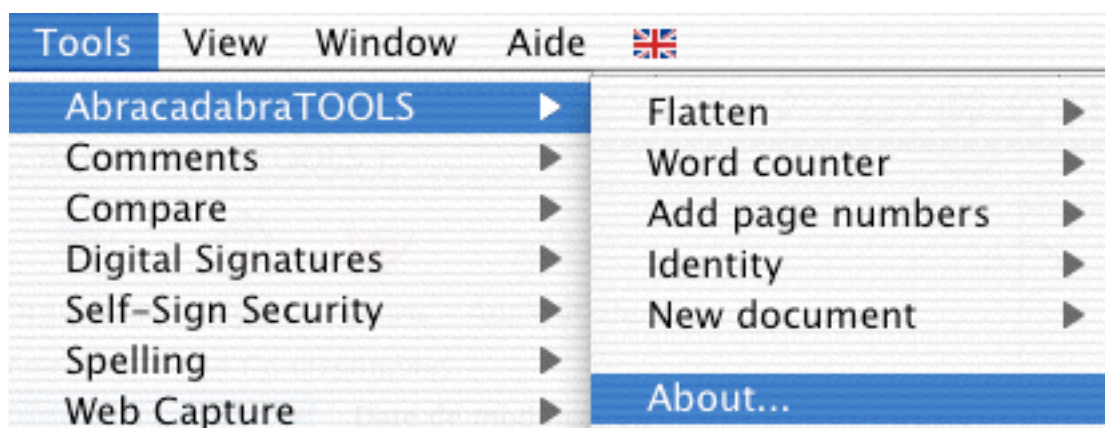 Tools View Window Aide
AbracadabraTOOLS
Comments
Compare
Digital Signatures
Self-Sign Security
Spelling
Web Capture
Flatten
Word counter
Add page numbers
Identity
New document
About...